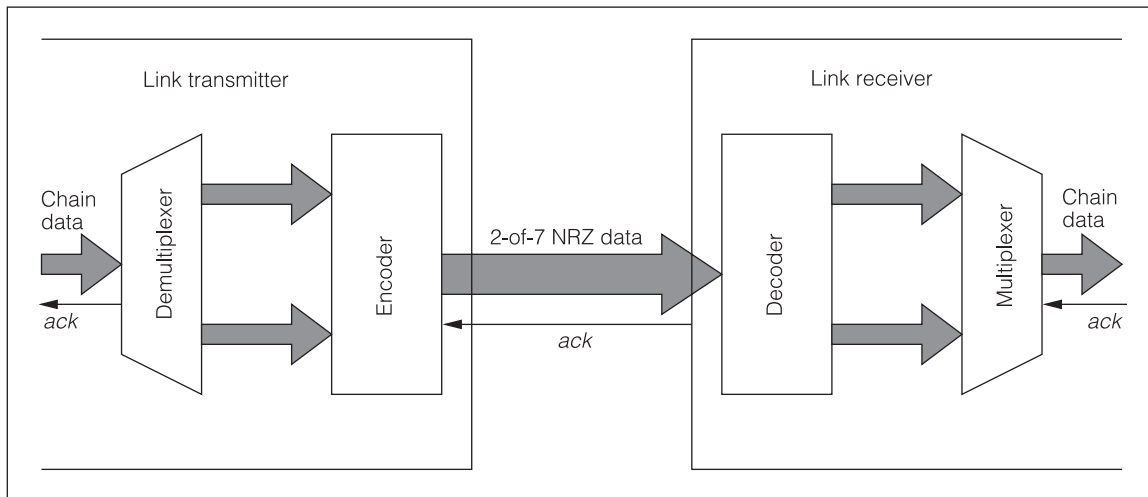 Link transmitter
Link receiver
Chain
data
ack
Demultiplexer
Encoder
2-of-7 NRZ data
ack
Decoder
Multiplexer
Chain
data
ack